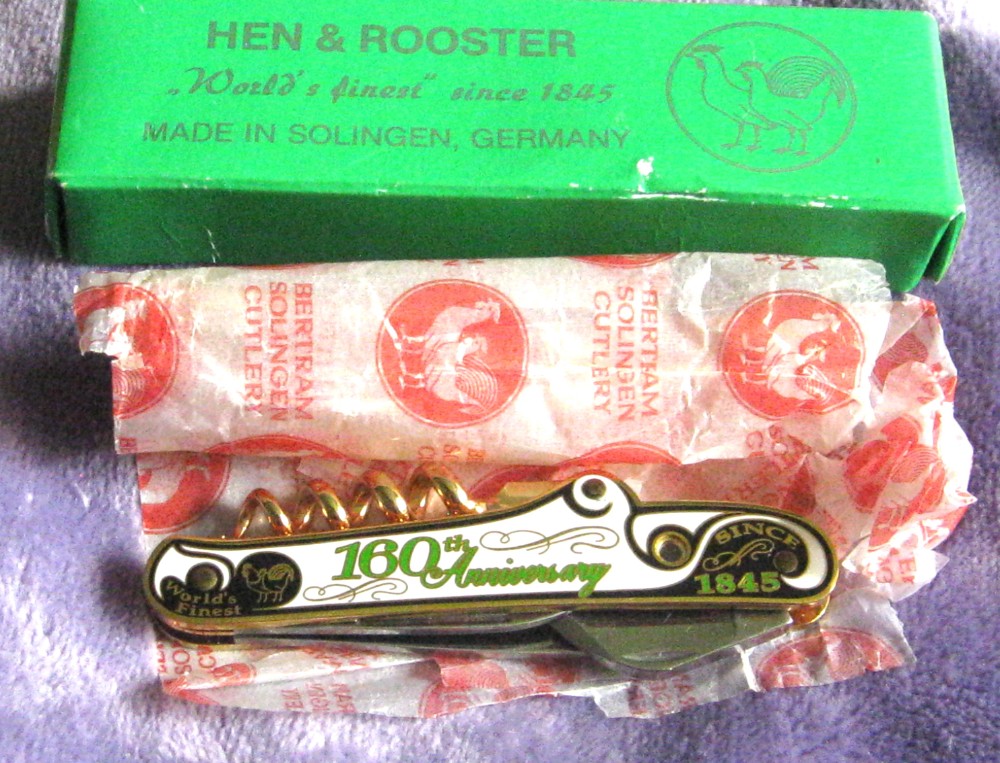 HEN & ROOSTER
„World's finest“ since 1845
MADE IN SOLINGEN, GERMANY
BERTRAM
SOLINGEN
CUTLERY
BERTRAM
SOLINGEN
CUTLERY
160th Anniversary
World's
Finest
SINCE
1845